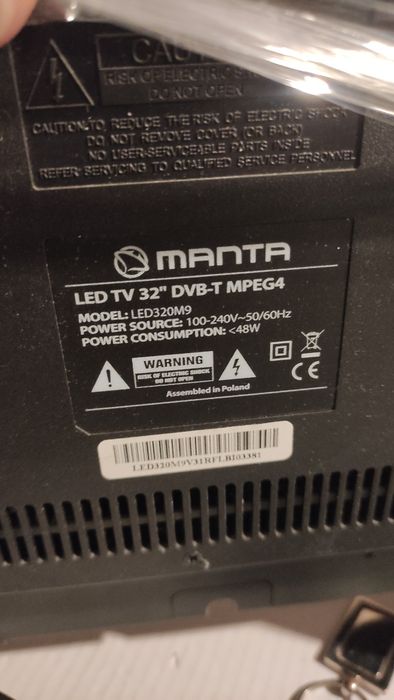 CAUTION
RISK OF ELECTRIC SHOCK
DO NOT OPEN
CAUTION: TO REDUCE THE RISK OF ELECTRIC SHOCK
DO NOT REMOVE COVER (OR BACK)
NO USER-SERVICEABLE PARTS INSIDE
REFER SERVICING TO QUALIFED SERVICE PERSONNEL
MANTA
LED TV 32" DVB-T MPEG4
MODEL: LED320M9
POWER SOURCE: 100-240V~50/60Hz
POWER CONSUMPTION: <48W
WARNING
RISK OF ELECTRIC SHOCK
DO NOT OPEN
CE
Assembled in Poland
LED320M9V31RFLBI03381